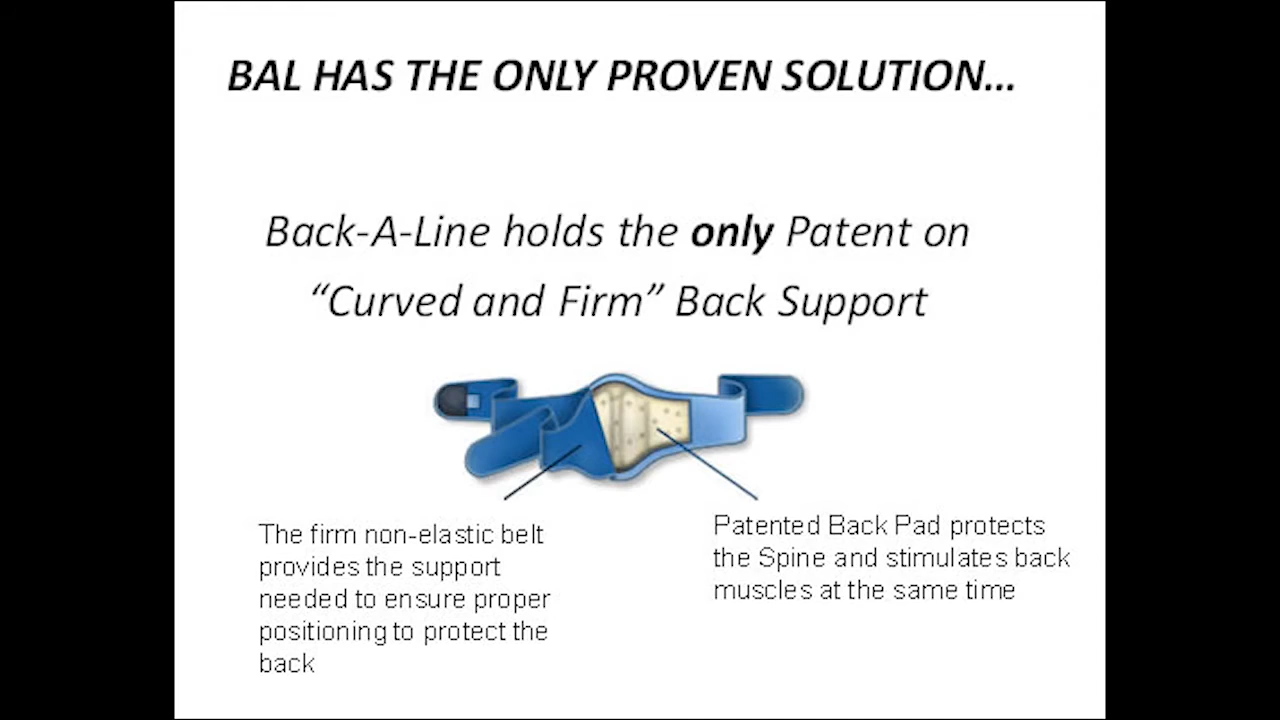 BAL HAS THE ONLY PROVEN SOLUTION...
Back-A-Line holds the only Patent on
“Curved and Firm” Back Support
The firm non-elastic belt
provides the support
needed to ensure proper
positioning to protect the
back
Patented Back Pad protects
the Spine and stimulates back
muscles at the same time